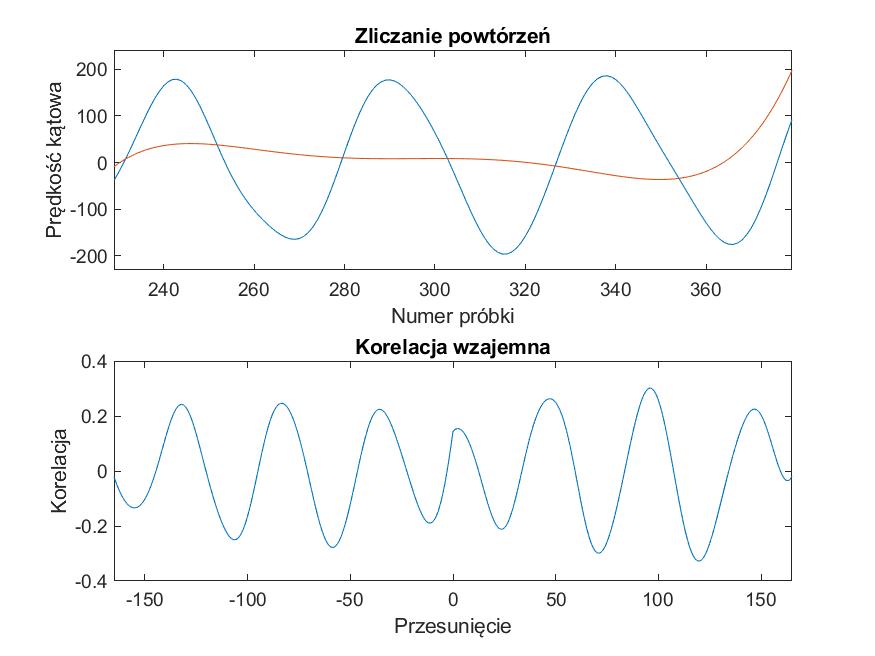 Zliczanie powtórzeń
200
100
0
-100
-200
Prędkość kątowa
240 260 280 300 320 340 360
Numer próbki
Korelacja wzajemna
0.4
0.2
0
-0.2
-0.4
Korelacja
-150 -100 -50 0 50 100 150
Przesunięcie